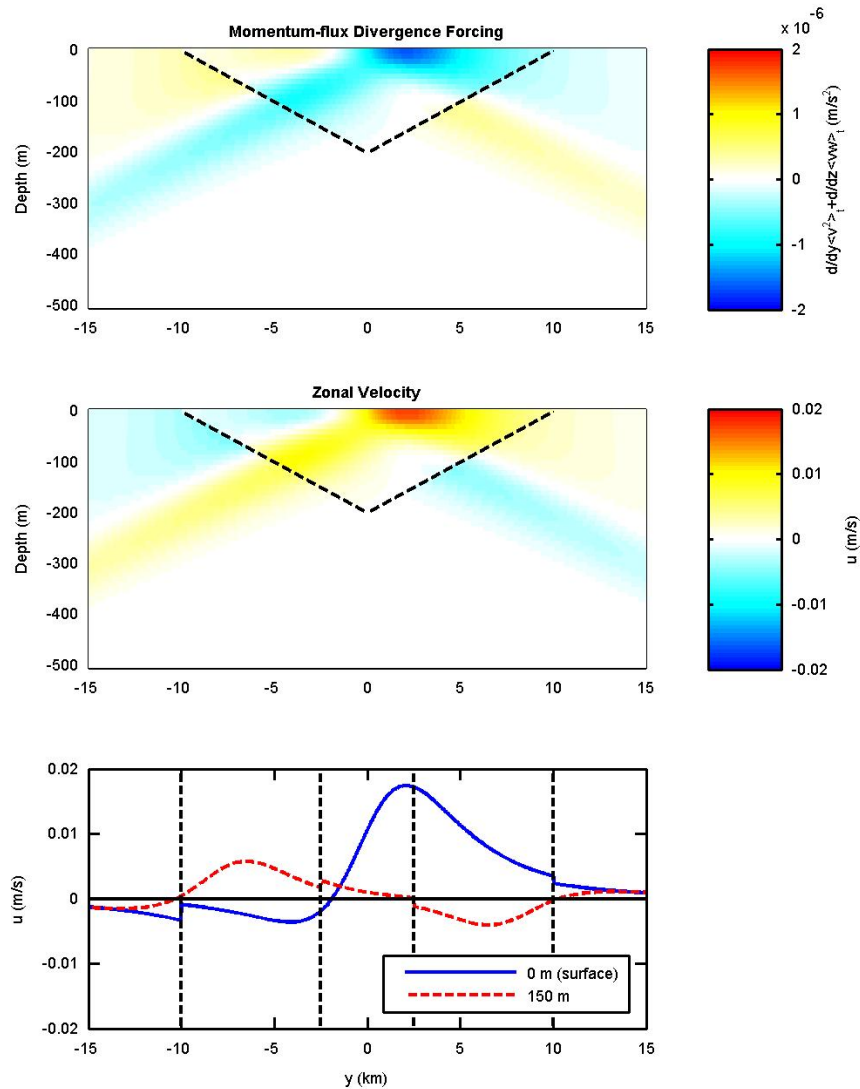 Momentum-flux Divergence Forcing
x 10^-6
0
-100
-200
-300
-400
-500
Depth (m)
-15 -10 -5 0 5 10 15
2
1
0
-1
-2
d/dy<v²>_t+d/dz<vw>_t (m/s²)
Zonal Velocity
0
-100
-200
-300
-400
-500
Depth (m)
-15 -10 -5 0 5 10 15
0.02
0.01
0
-0.01
-0.02
u (m/s)
0.02
0.01
0
-0.01
-0.02
u (m/s)
0 m (surface)
150 m
-15 -10 -5 0 5 10 15
y (km)